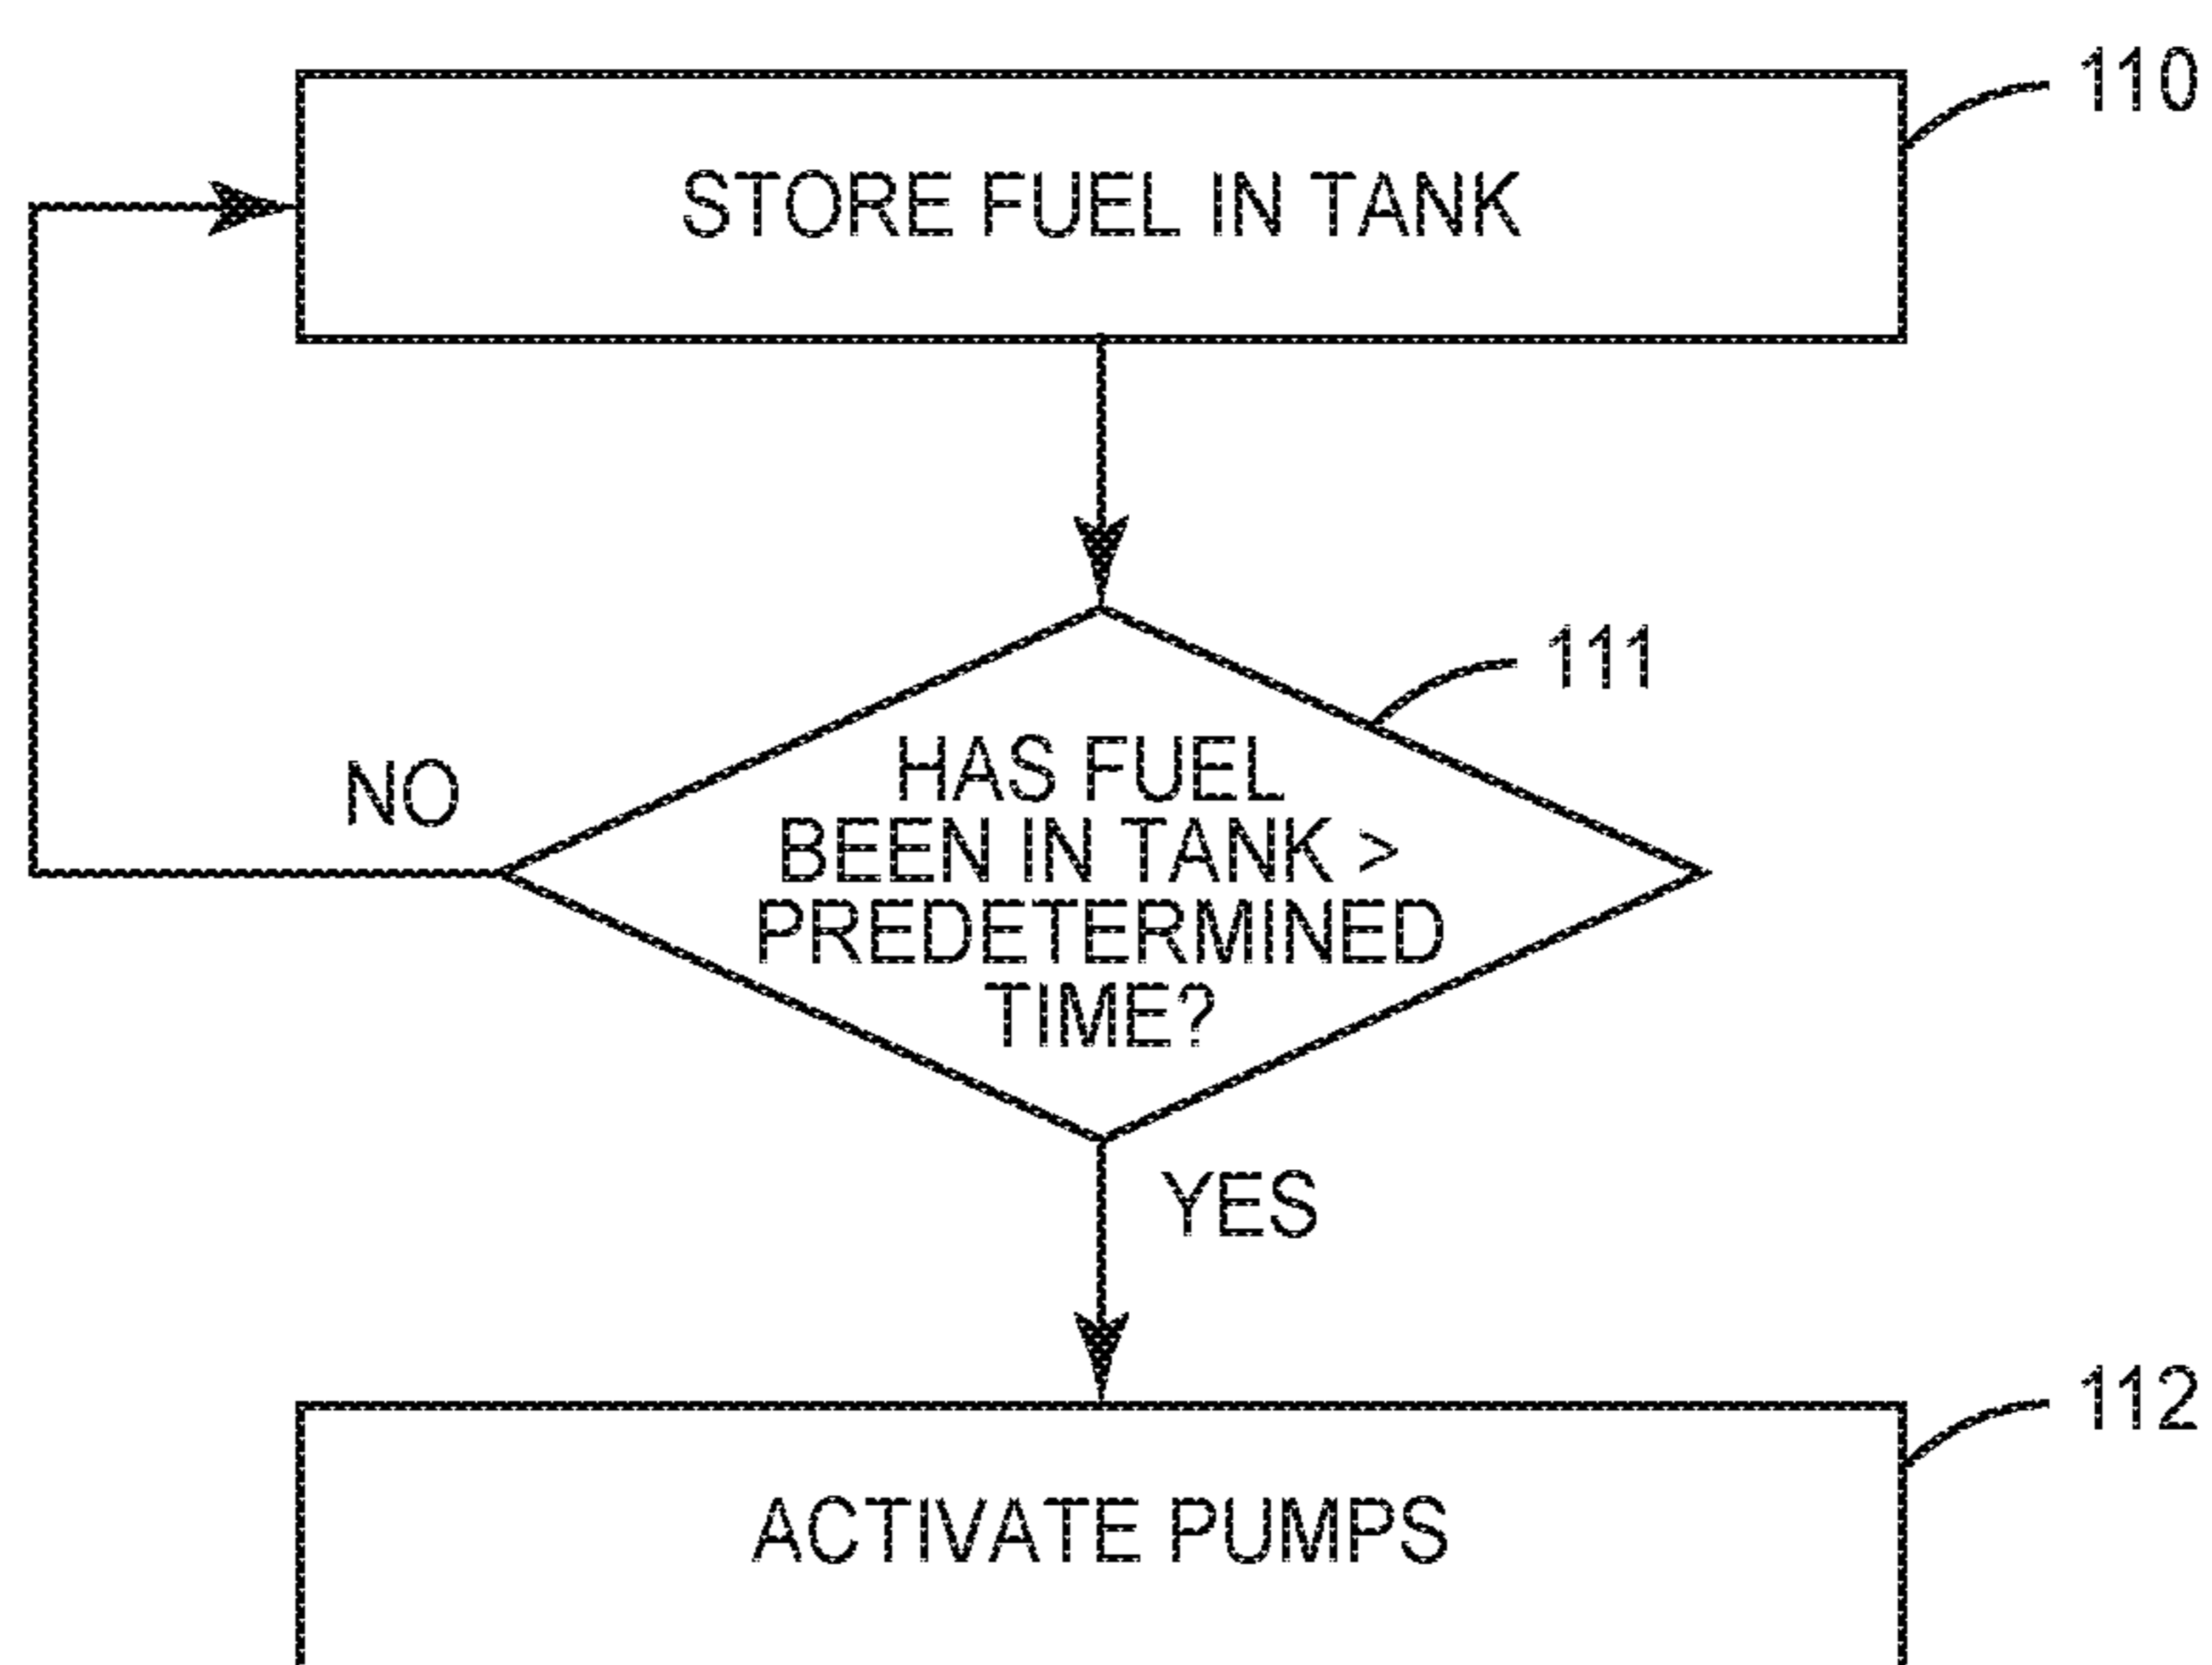 110
STORE FUEL IN TANK
111
HAS FUEL
BEEN IN TANK >
PREDETERMINED
TIME?
NO
YES
112
ACTIVATE PUMPS